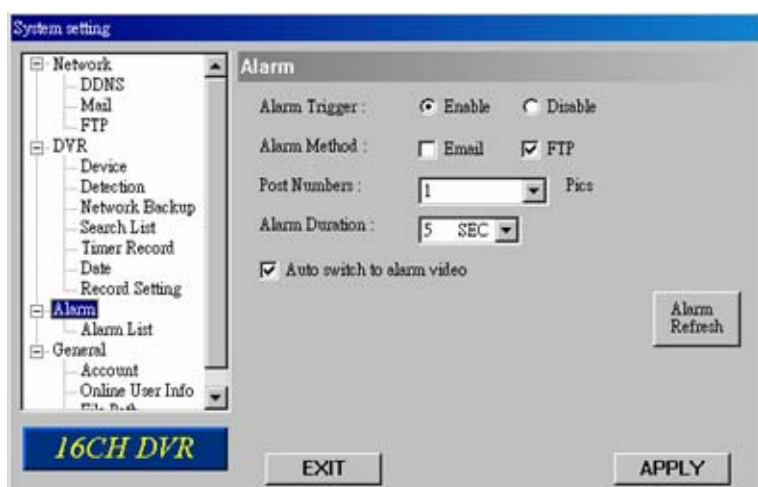 System setting
Network
DDNS
Mail
FTP
DVR
Device
Detection
Network Backup
Search List
Timer Record
Date
Record Setting
Alarm
Alarm List
General
Account
Online User Info
File Path
16CH DVR
Alarm
Alarm Trigger : Enable Disable
Alarm Method : Email FTP
Post Numbers : 1 Pics
Alarm Duration : 5 SEC
Auto switch to alarm video
Alarm
Refresh
EXIT APPLY